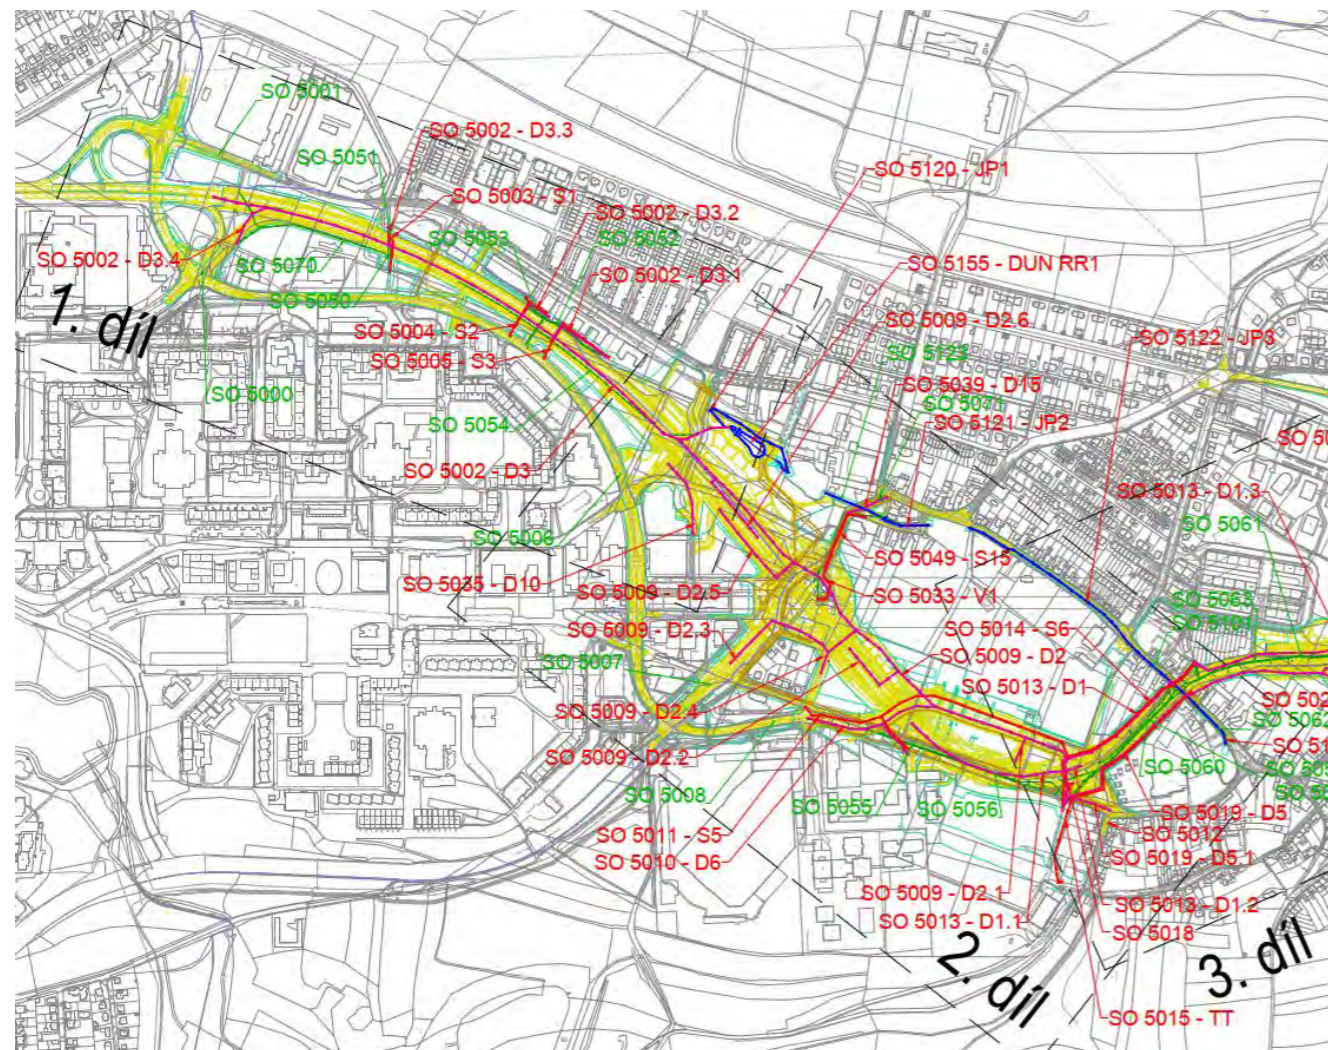 SO 5001
SO 5002 - D3.3
SO 5051
SO 5120 - JP1
SO 5003 - S1
SO 5002 - D3.2
SO 5053
SO 5052
SO 5002 - D3.4
SO 5070
SO 5155 - DUN RR1
SO 5002 - D3.1
SO 5050
1. díl
SO 5009 - D2.6
SO 5004 - S2
SO 5122 - JP3
SO 5005 - S3
SO 5123
SO 5039 - D15
SO 5000
SO 5071
SO 5054
SO 5121 - JP2
SO 5002 - D3
SO 5013 - D1.3
SO 5061
SO 5006
SO 5049 - S15
SO 5035 - D10
SO 5009 - D2.5
SO 5033 - V1
SO 5063
SO 5101
SO 5009 - D2.3
SO 5014 - S6
SO 5007
SO 5009 - D2
SO 5013 - D1
SO 5009 - D2.4
SO 5062
SO 5009 - D2.2
SO 5060
SO 5008
SO 5055
SO 5056
SO 5019 - D5
SO 5011 - S5
SO 5012
SO 5010 - D6
SO 5019 - D5.1
SO 5009 - D2.1
SO 5013 - D1.2
SO 5013 - D1.1
SO 5018
2. díl
3. díl
SO 5015 - TT